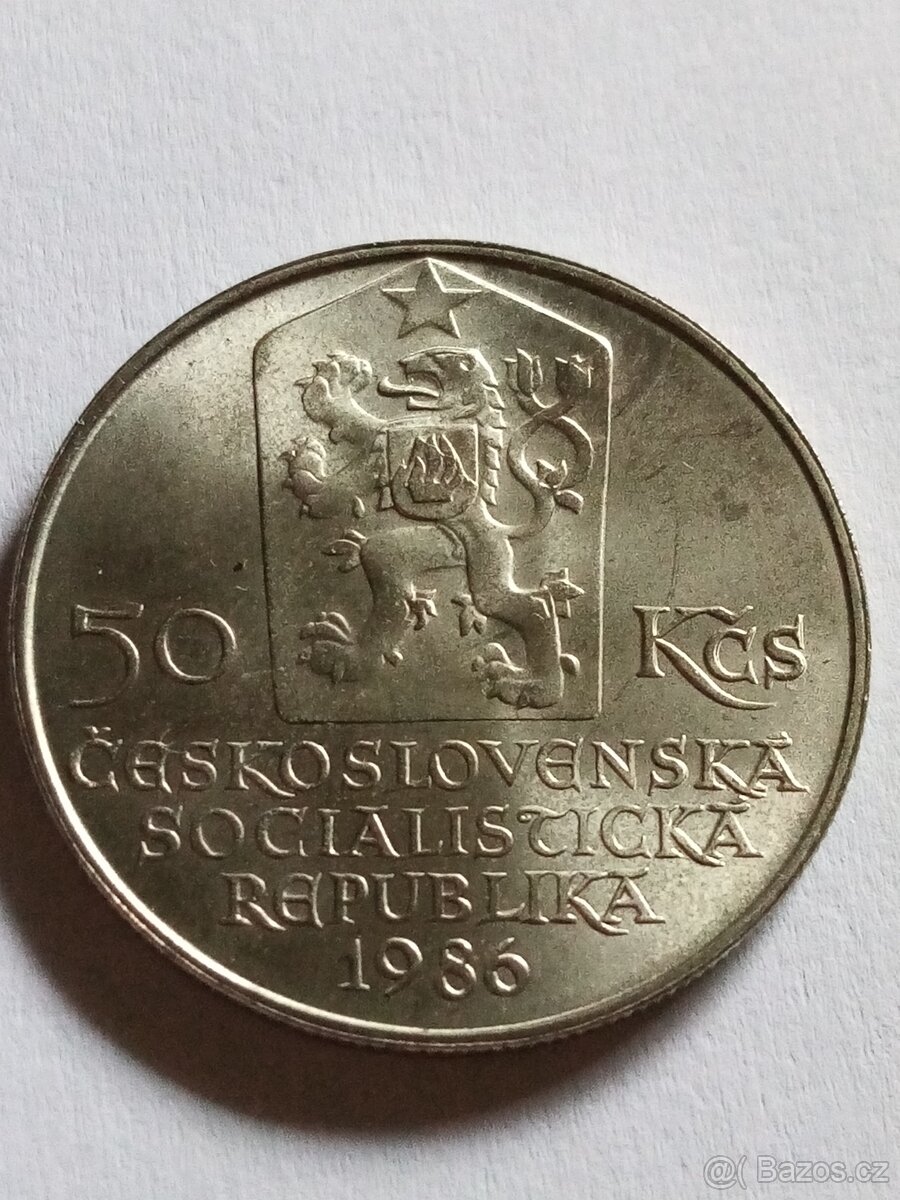 50 Kčs
ČESKOSLOVENSKÁ
SOCIALISTICKÁ
REPUBLIKA
1986
@( Bazos.cz